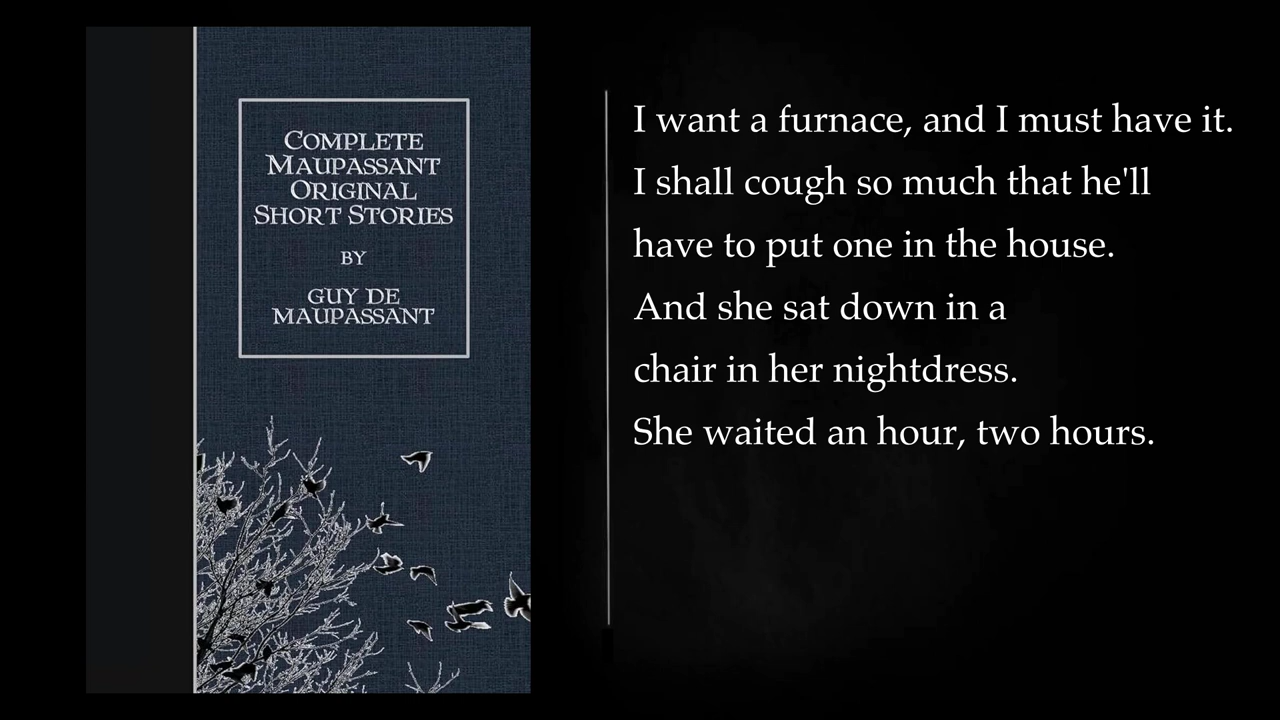 COMPLETE
MAUPASSANT
ORIGINAL
SHORT STORIES
BY
GUY DE
MAUPASSANT
I want a furnace, and I must have it.
I shall cough so much that he'll
have to put one in the house.
And she sat down in a
chair in her nightdress.
She waited an hour, two hours.